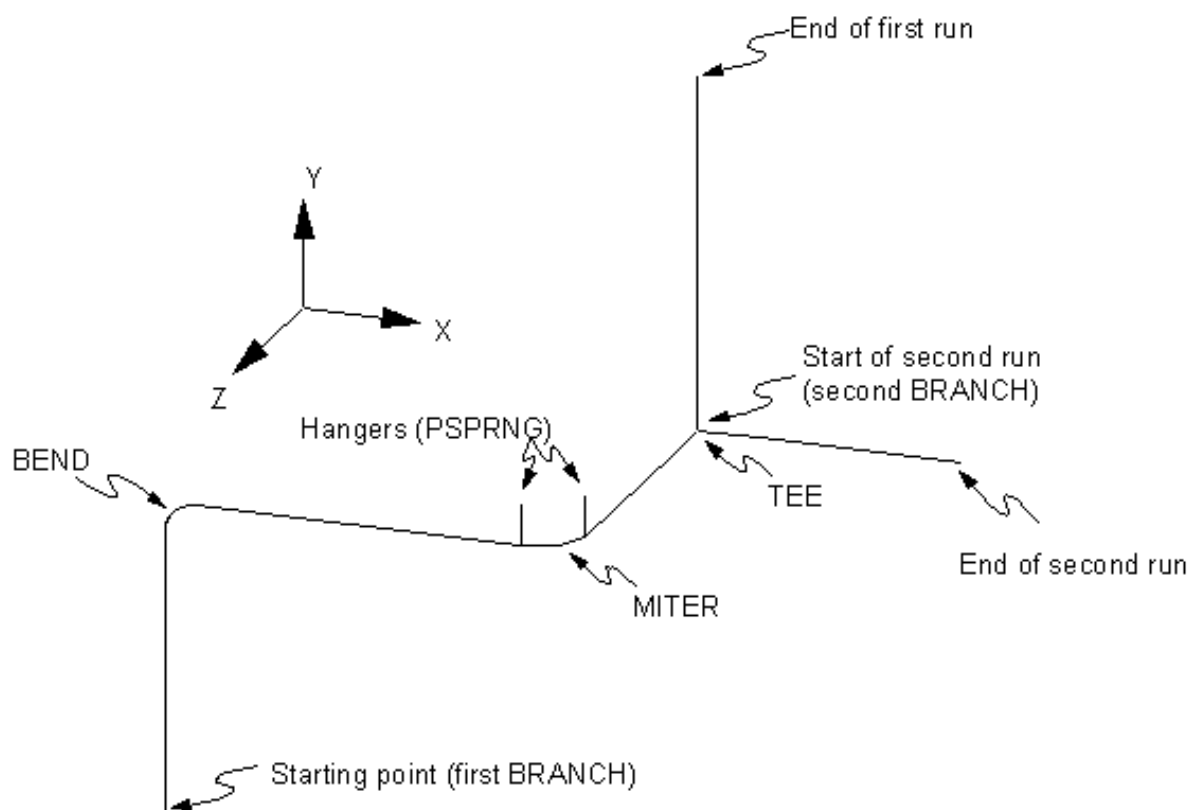 End of first run
Y
X
Z
Start of second run
(second BRANCH)
Hangers (PSPRNG)
BEND
TEE
End of second run
MITER
Starting point (first BRANCH)